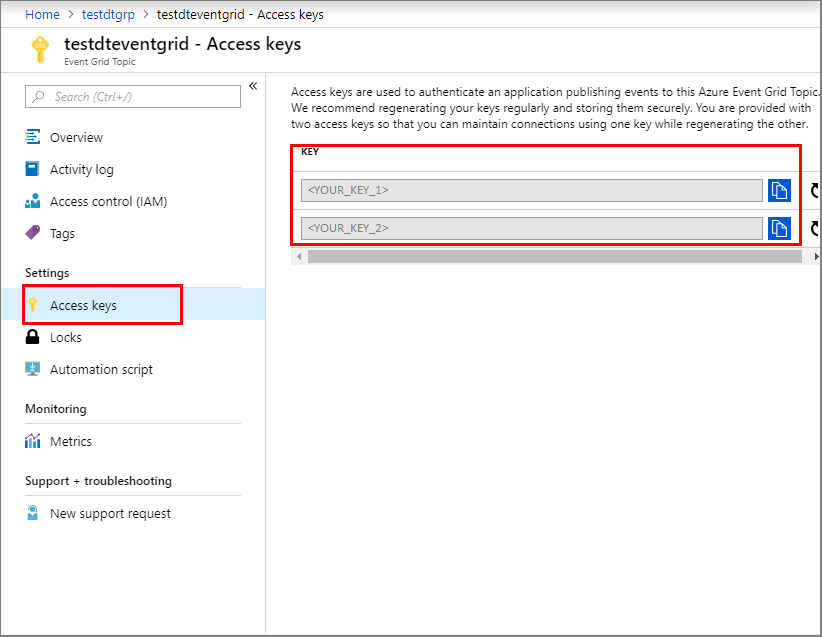 Home > testdtgrp > testdteventgrid - Access keys
testdteventgrid - Access keys
Event Grid Topic
Search (Ctrl+/)
«
Overview
Activity log
Access control (IAM)
Tags
Settings
Access keys
Locks
Automation script
Monitoring
Metrics
Support + troubleshooting
New support request
Access keys are used to authenticate an application publishing events to this Azure Event Grid Topic.
We recommend regenerating your keys regularly and storing them securely. You are provided with
two access keys so that you can maintain connections using one key while regenerating the other.
KEY
<YOUR_KEY_1>
<YOUR_KEY_2>